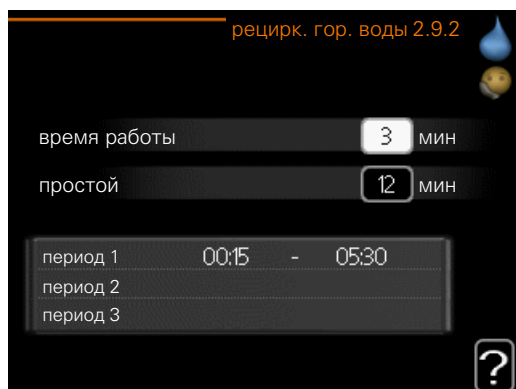 рецирк. гор. воды 2.9.2
время работы 3 мин
простой 12 мин
период 1 00:15 - 05:30
период 2
период 3
?